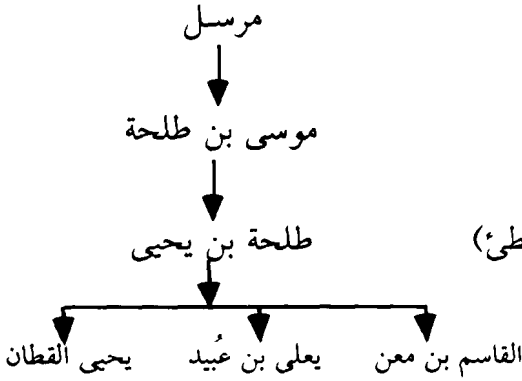 مرسل
موسى بن طلحة
طلحة بن يحيى
القاسم بن معن يعلى بن عُبيد يحيى القطان